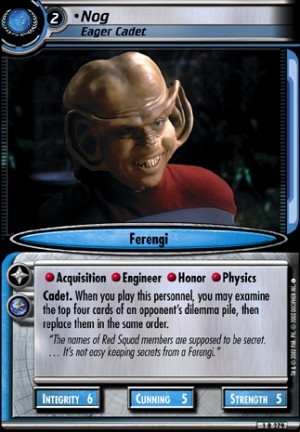 2
•Nog
Eager Cadet
Ferengi
Acquisition Engineer Honor Physics
Cadet. When you play this personnel, you may examine
the top four cards of an opponent's dilemma pile, then
replace them in the same order.
"The names of Red Squad members are supposed to be secret.
... It's not easy keeping secrets from a Ferengi."
INTEGRITY 6 CUNNING 5 STRENGTH 5